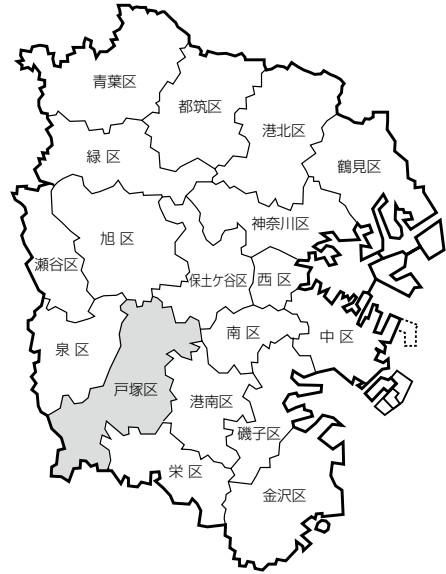 青葉区
都筑区
港北区
緑区
鶴見区
神奈川区
旭区
瀬谷区
保土ケ谷区
西区
南区
中区
泉区
戸塚区
港南区
磯子区
栄区
金沢区